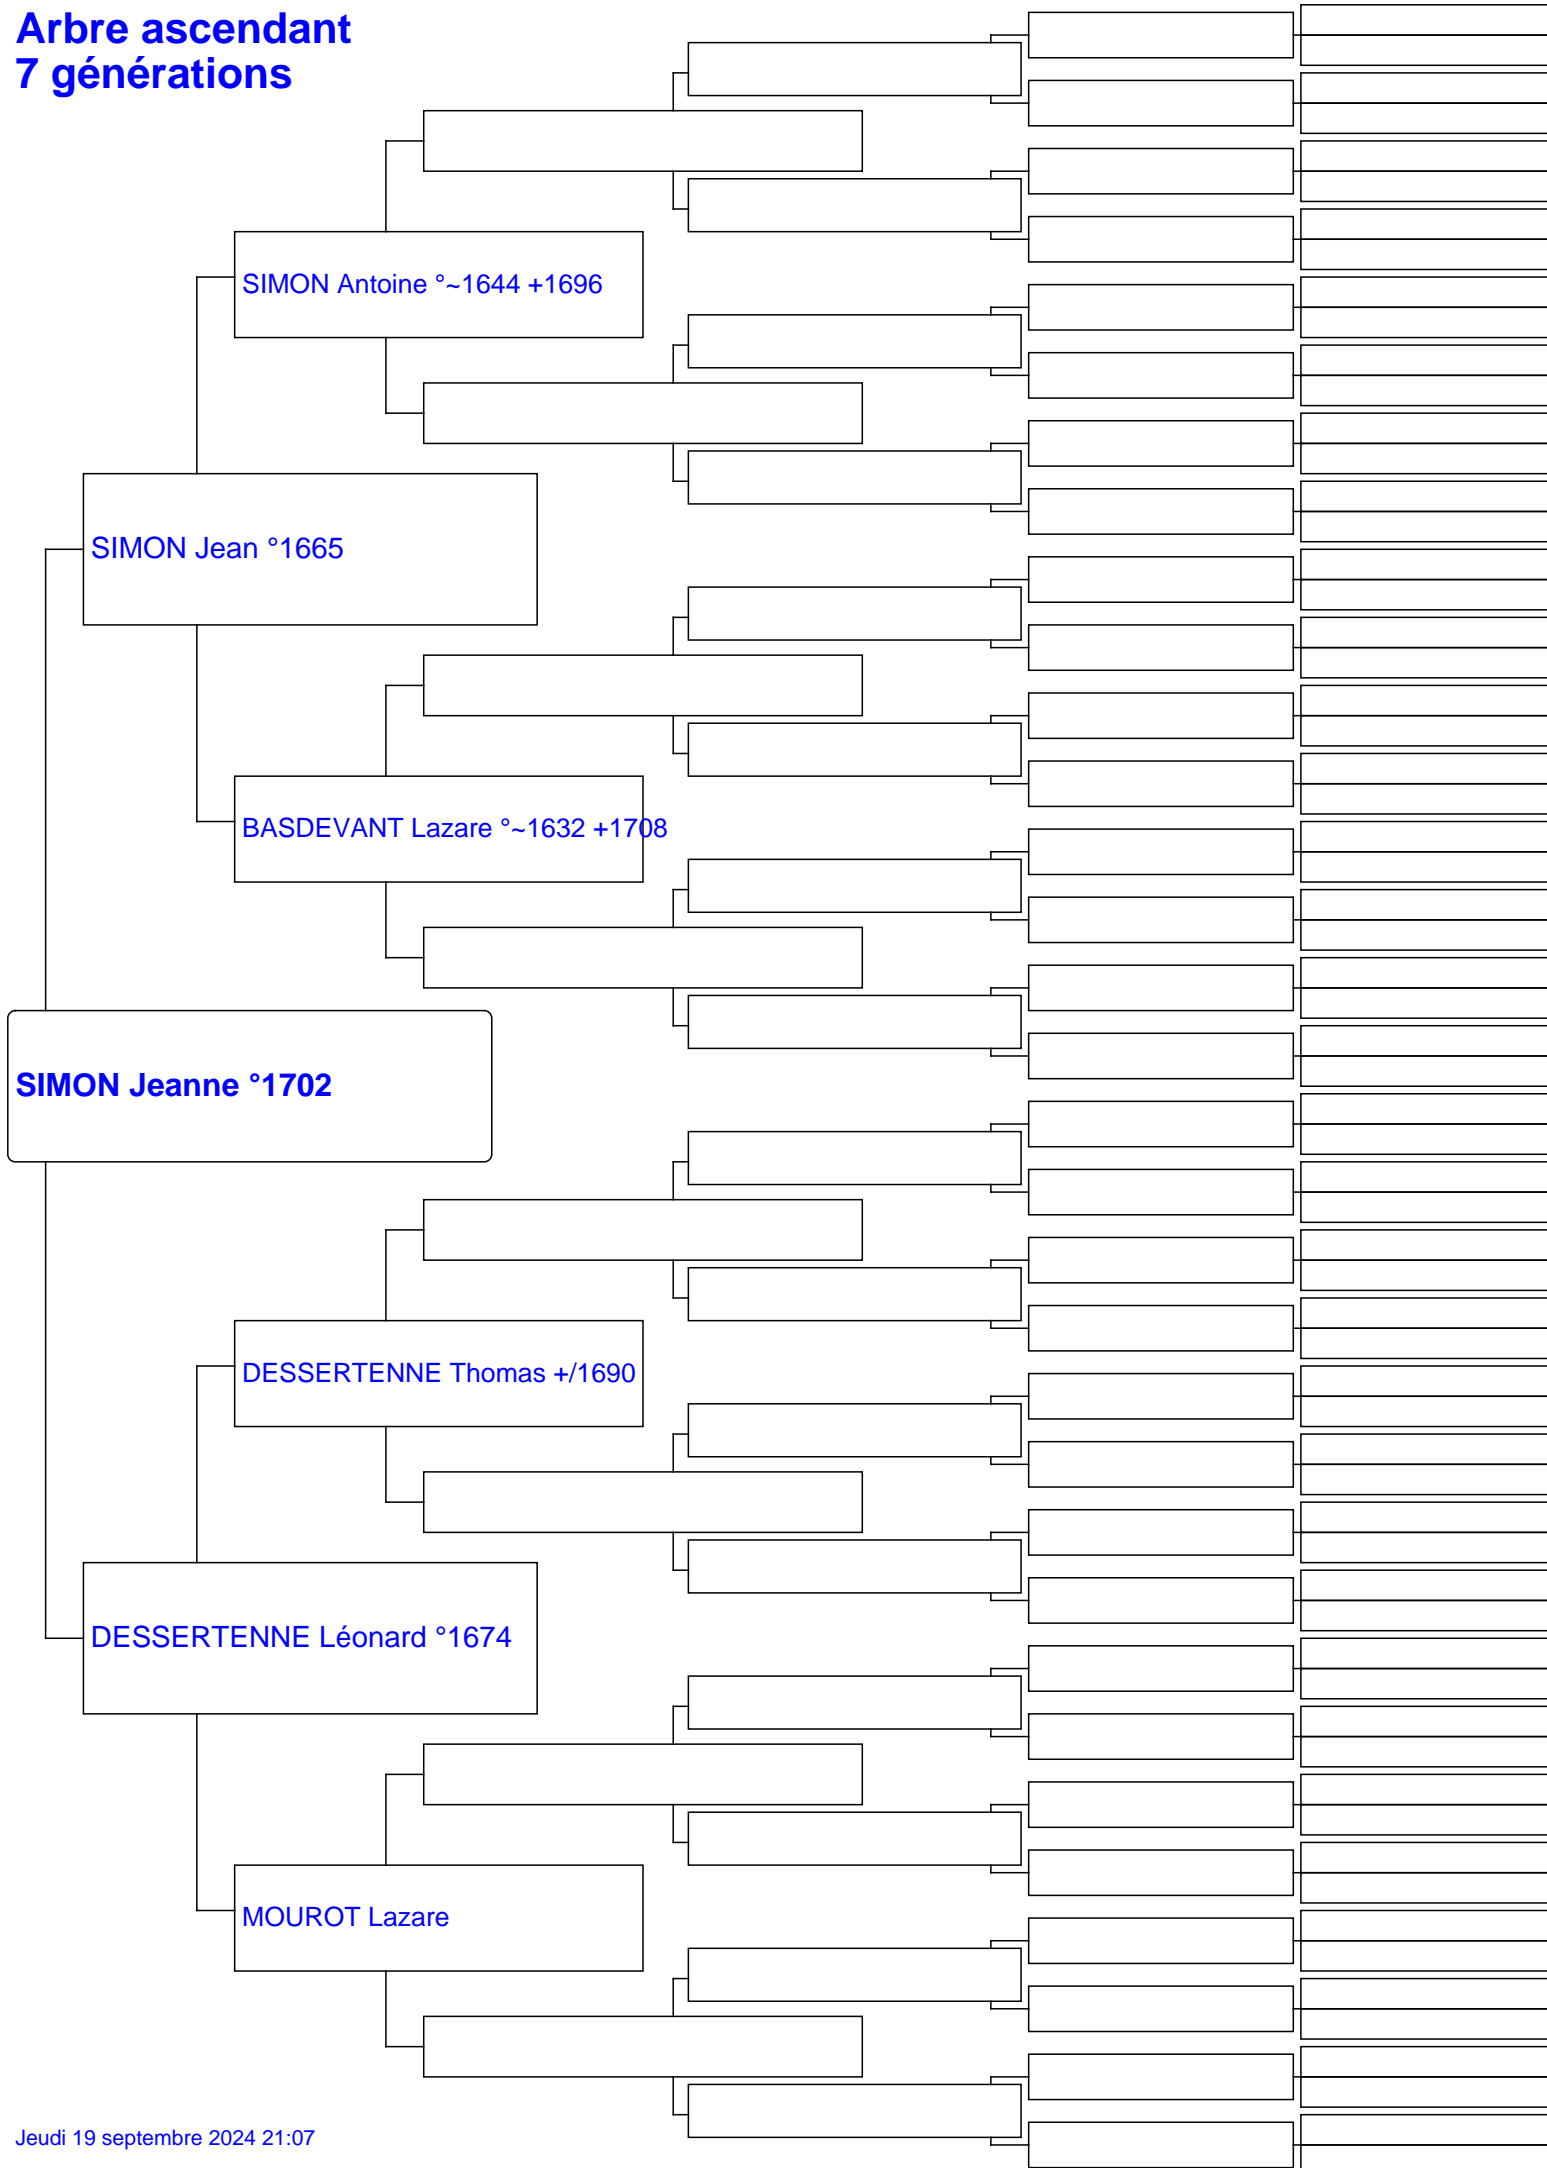 Arbre ascendant
7 générations
SIMON Antoine °~1644 +1696
SIMON Jean °1665
BASDEVANT Lazare °~1632 +1708
SIMON Jeanne °1702
DESSERTENNE Thomas +/1690
DESSERTENNE Léonard °1674
MOUROT Lazare
Jeudi 19 septembre 2024 21:07